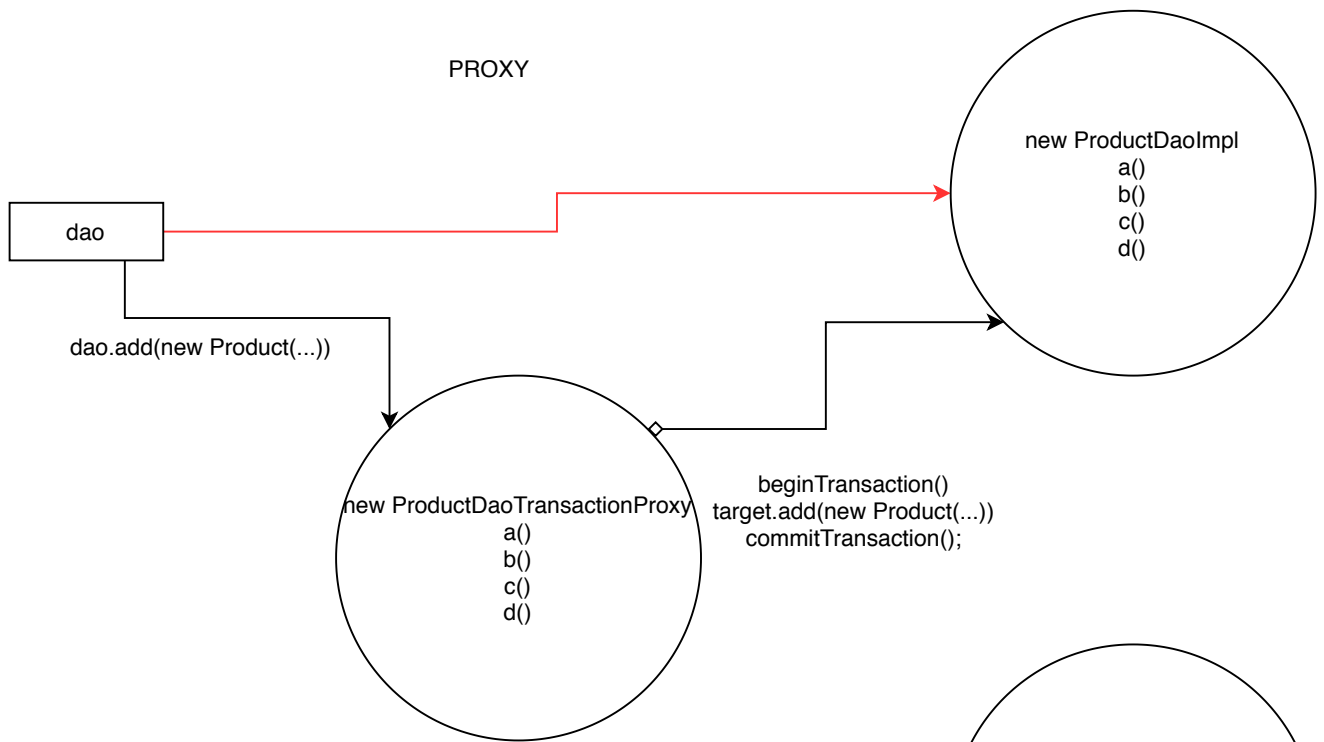 PROXY
new ProductDaoImpl
a()
b()
c()
d()
dao
dao.add(new Product(...))
new ProductDaoTransactionProxy
a()
b()
c()
d()
beginTransaction()
target.add(new Product(...))
commitTransaction();